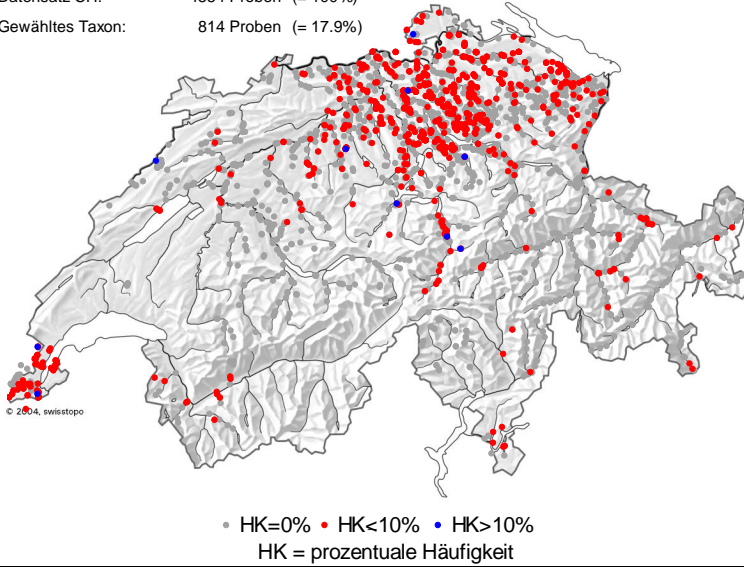 Gewähltes Taxon: 814 Proben (= 17.9%)
© 2004, swisstopo
HK=0% HK<10% HK>10%
HK = prozentuale Häufigkeit